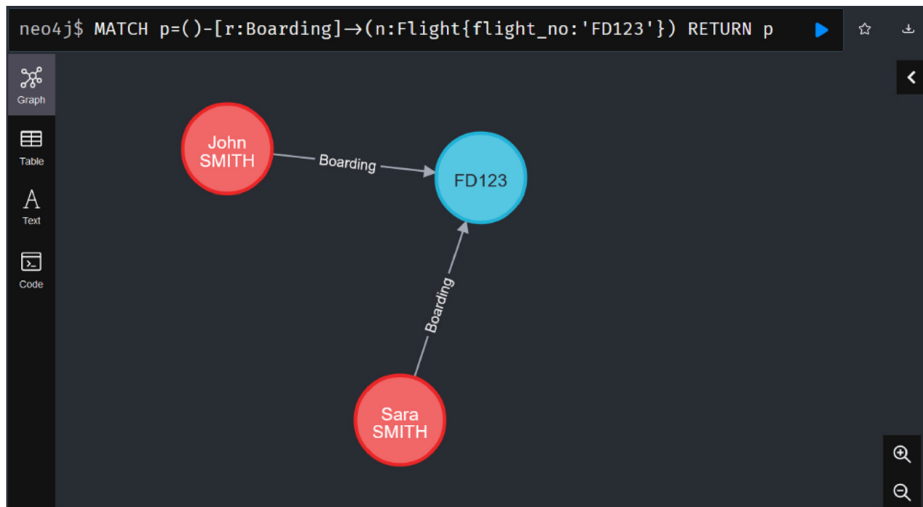 neo4j$ MATCH p=()-[r:Boarding]→(n:Flight{flight_no:'FD123'}) RETURN p
Graph
Table
Text
Code
John
SMITH
Boarding
FD123
Boarding
Sara
SMITH